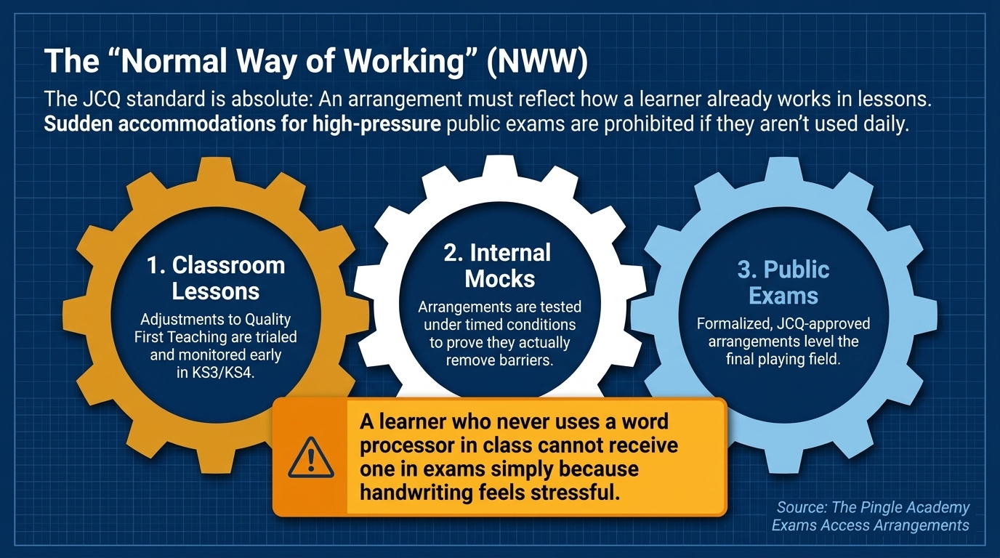 The “Normal Way of Working” (NWW)
The JCQ standard is absolute: An arrangement must reflect how a learner already works in lessons.
Sudden accommodations for high-pressure public exams are prohibited if they aren’t used daily.
1. Classroom
Lessons
Adjustments to Quality
First Teaching are trialed
and monitored early
in KS3/KS4.
2. Internal
Mocks
Arrangements are tested
under timed conditions
to prove they actually
remove barriers.
3. Public
Exams
Formalized, JCQ-approved
arrangements level the
final playing field.
A learner who never uses a word
processor in class cannot receive
one in exams simply because
handwriting feels stressful.
Source: The Pingle Academy
Exams Access Arrangements